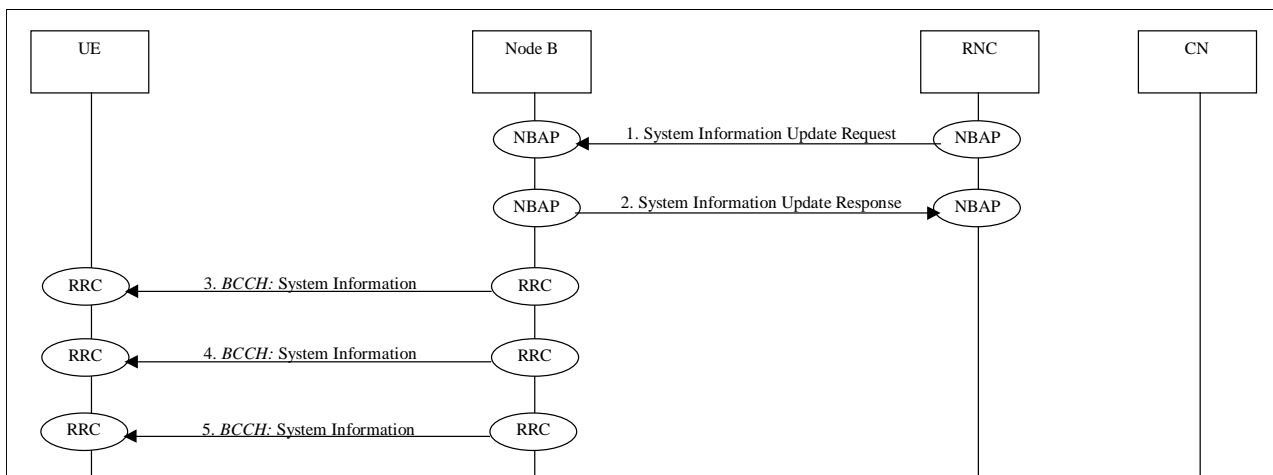 UE Node B RNC CN
NBAP 1. System Information Update Request NBAP
NBAP 2. System Information Update Response NBAP
RRC 3. BCCH: System Information RRC
RRC 4. BCCH: System Information RRC
RRC 5. BCCH: System Information RRC